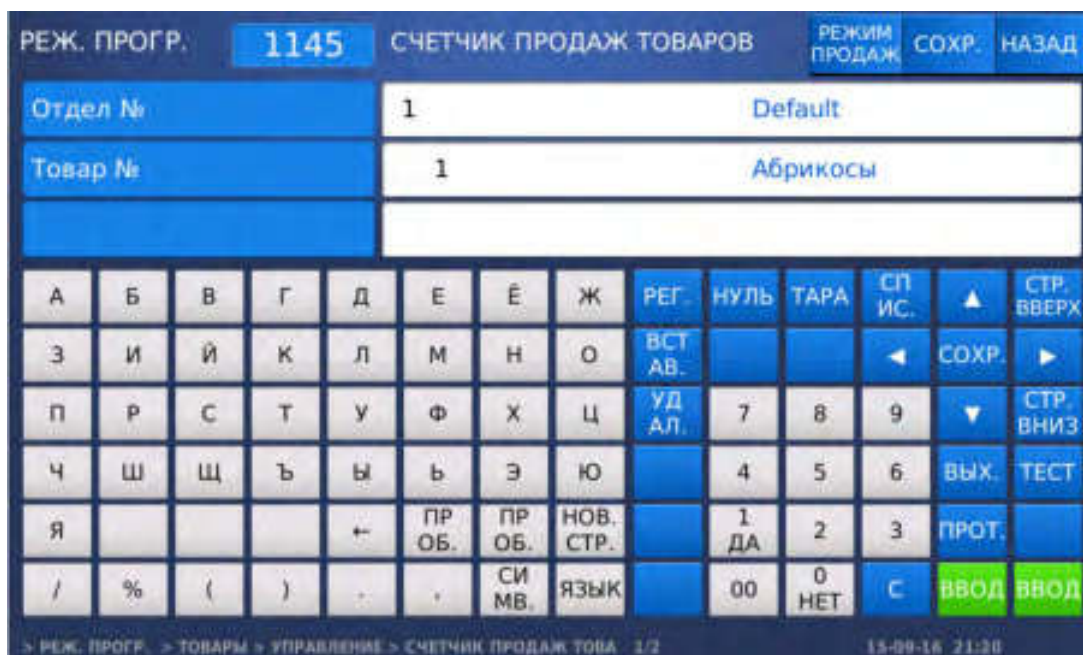 РЕЖ. ПРОГР. 1145 СЧЕТЧИК ПРОДАЖ ТОВАРОВ РЕЖИМ ПРОДАЖ СОХР. НАЗАД
Отдел № 1 Default
Товар № 1 Абрикосы
А Б В Г Д Е Ё Ж РЕГ. НУЛЬ ТАРА СП ИС. ▲ СТР. ВВЕРХ
З И Й К Л М Н О ВСТ АВ. ◄ СОХР. ►
П Р С Т У Ф Х Ц УД АЛ. 7 8 9 ▼ СТР. ВНИЗ
Ч Ш Щ Ъ Ы Ь Э Ю 4 5 6 ВЫХ. ТЕСТ
Я ← ПР ОБ. ПР ОБ. НОВ. СТР. 1 ДА 2 3 ПРОТ.
/ % ( ) . , СИ МВ. ЯЗЫК 00 0 НЕТ С ВВОД ВВОД
> РЕЖ. ПРОГР. > ТОВАРЫ > УПРАВЛЕНИЕ > СЧЕТЧИК ПРОДАЖ ТОВА 1/2 15-09-16 21:20